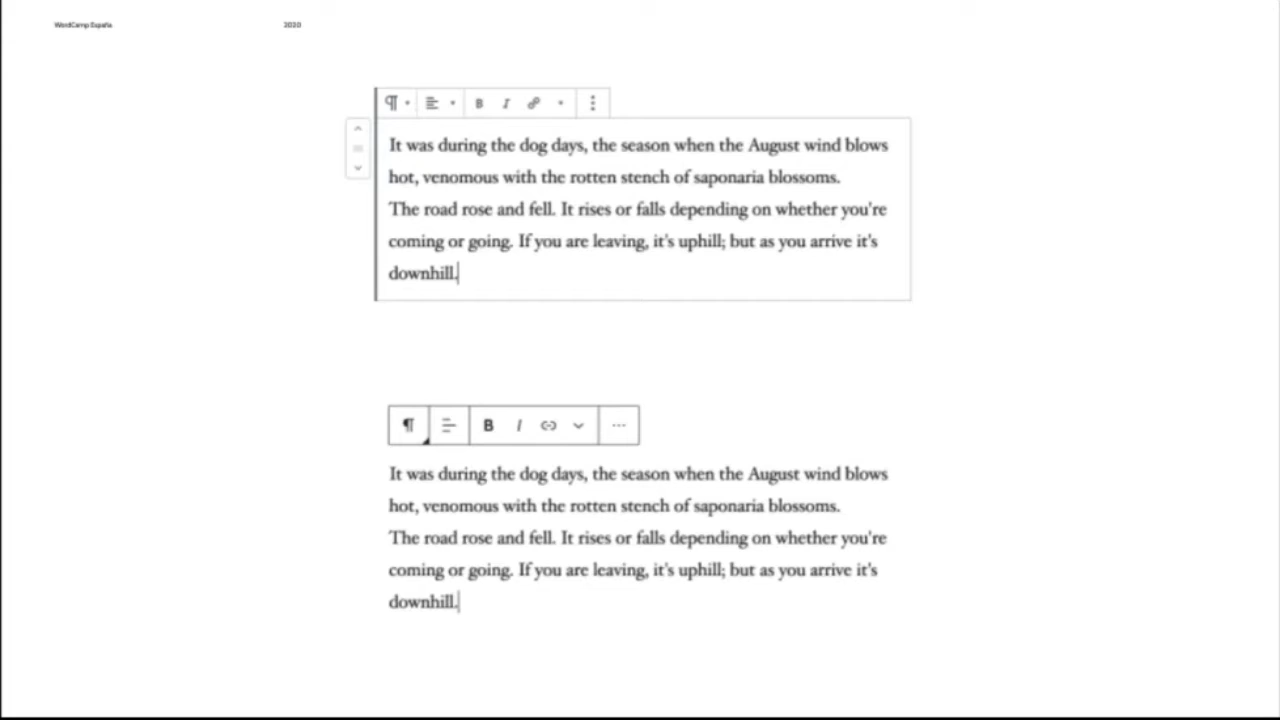 WordCamp España 2020
B I
It was during the dog days, the season when the August wind blows
hot, venomous with the rotten stench of saponaria blossoms.
The road rose and fell. It rises or falls depending on whether you're
coming or going. If you are leaving, it's uphill; but as you arrive it's
downhill.
B I
It was during the dog days, the season when the August wind blows
hot, venomous with the rotten stench of saponaria blossoms.
The road rose and fell. It rises or falls depending on whether you're
coming or going. If you are leaving, it's uphill; but as you arrive it's
downhill.